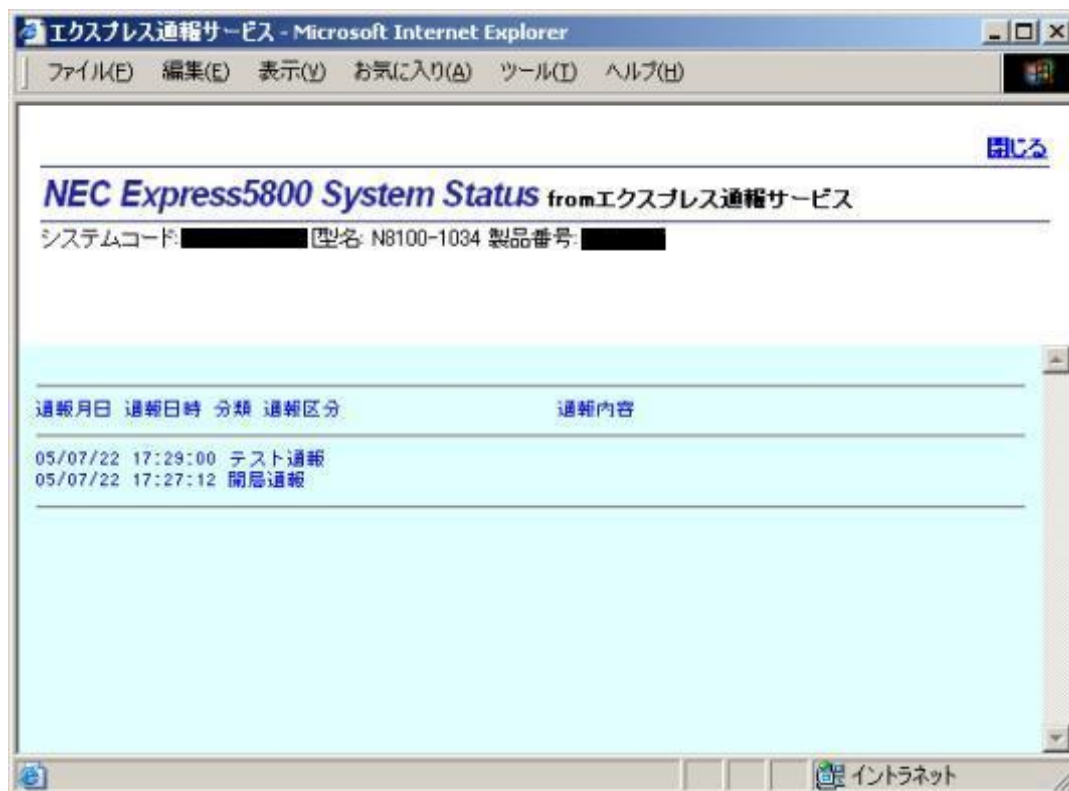 エクスプレス通報サービス - Microsoft Internet Explorer
ファイル(F) 編集(E) 表示(V) お気に入り(A) ツール(T) ヘルプ(H)
閉じる
NEC Express5800 System Status fromエクスプレス通報サービス
システムコード: 型名: N8100-1034 製品番号:
通報月日 通報日時 分類 通報区分 通報内容
05/07/22 17:29:00 テスト通報
05/07/22 17:27:12 開局通報
イントラネット